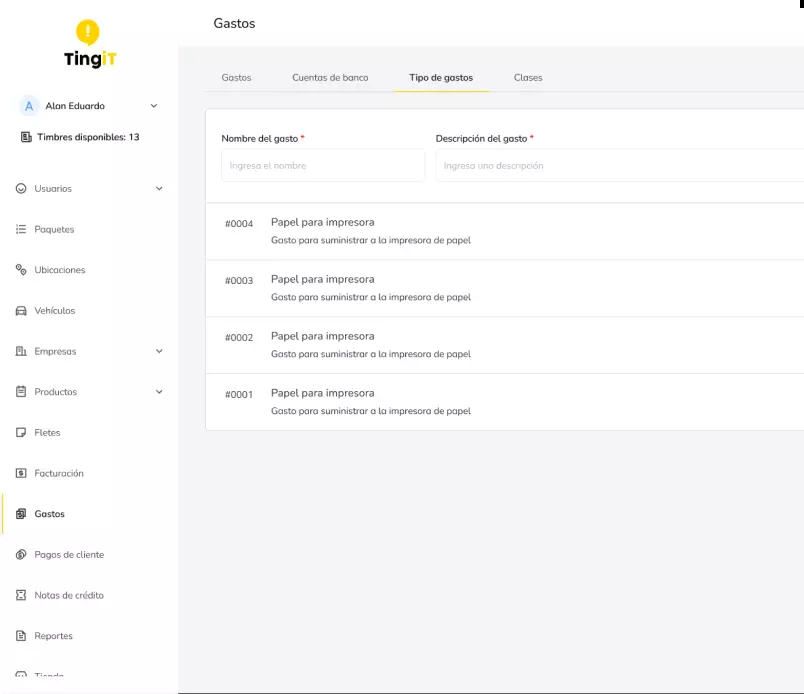 Gastos
TingiT
A Alan Eduardo
Timbres disponibles: 13
Usuarios
Paquetes
Ubicaciones
Vehículos
Empresas
Productos
Fletes
Facturación
Gastos
Pagos de cliente
Notas de crédito
Reportes
Tienda
Gastos Cuentas de banco Tipo de gastos Clases
Nombre del gasto * Descripción del gasto *
Ingresa el nombre Ingresa una descripción
#0004 Papel para impresora
Gasto para suministrar a la impresora de papel
#0003 Papel para impresora
Gasto para suministrar a la impresora de papel
#0002 Papel para impresora
Gasto para suministrar a la impresora de papel
#0001 Papel para impresora
Gasto para suministrar a la impresora de papel